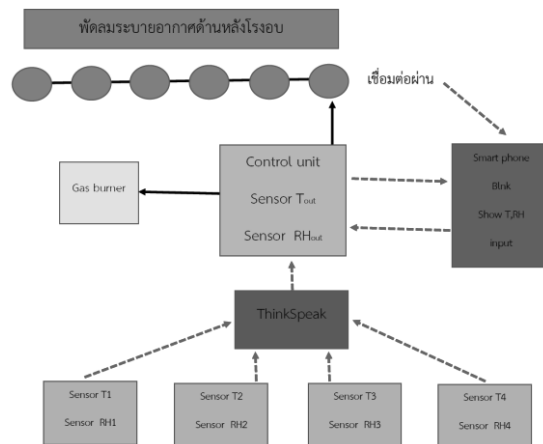 พัดลมระบายอากาศด้านหลังโรงอบ
เชื่อมต่อผ่าน
Control unit
Sensor Tout
Sensor RHout
Gas burner
Smart phone
Blnk
Show T,RH
input
ThinkSpeak
Sensor T1
Sensor RH1
Sensor T2
Sensor RH2
Sensor T3
Sensor RH3
Sensor T4
Sensor RH4